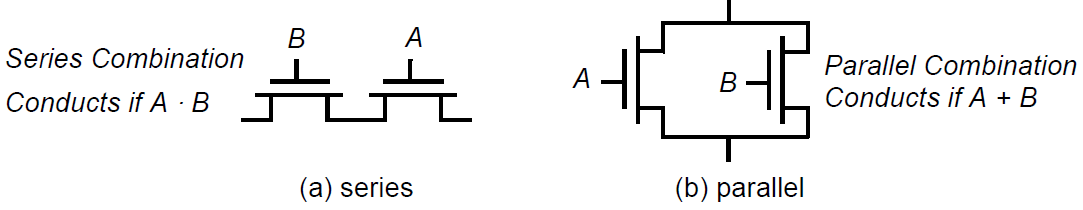 Series Combination
Conducts if A · B
B
A
(a) series
A
B
Parallel Combination
Conducts if A + B
(b) parallel